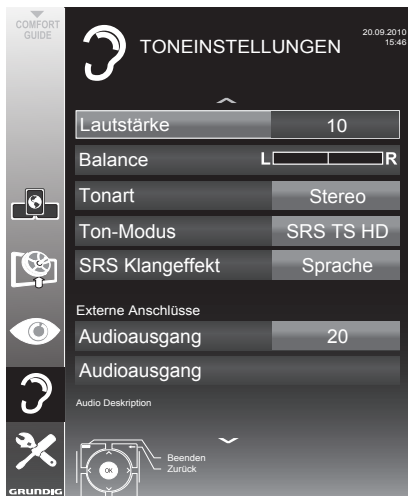 COMFORT
GUIDE
TONEINSTELLUNGEN
20.09.2010
15:46
Lautstärke 10
Balance L R
Tonart Stereo
Ton-Modus SRS TS HD
SRS Klangeffekt Sprache
Externe Anschlüsse
Audioausgang 20
Audioausgang
Audio Deskription
OK
Beenden
Zurück
GRUNDIG